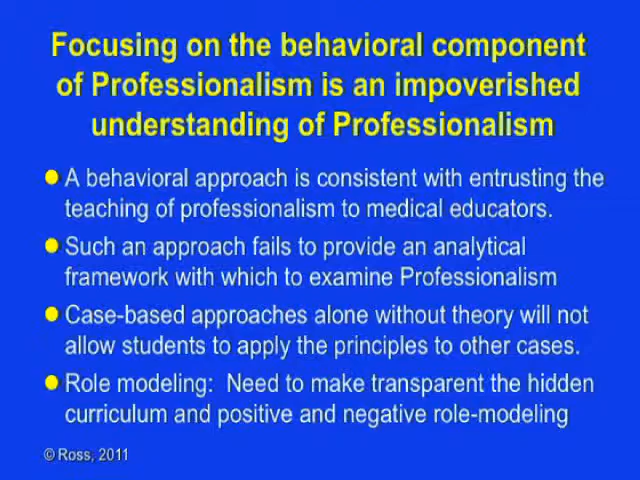 Focusing on the behavioral component
of Professionalism is an impoverished
understanding of Professionalism
A behavioral approach is consistent with entrusting the
teaching of professionalism to medical educators.
Such an approach fails to provide an analytical
framework with which to examine Professionalism
Case-based approaches alone without theory will not
allow students to apply the principles to other cases.
Role modeling:  Need to make transparent the hidden
curriculum and positive and negative role-modeling
© Ross, 2011